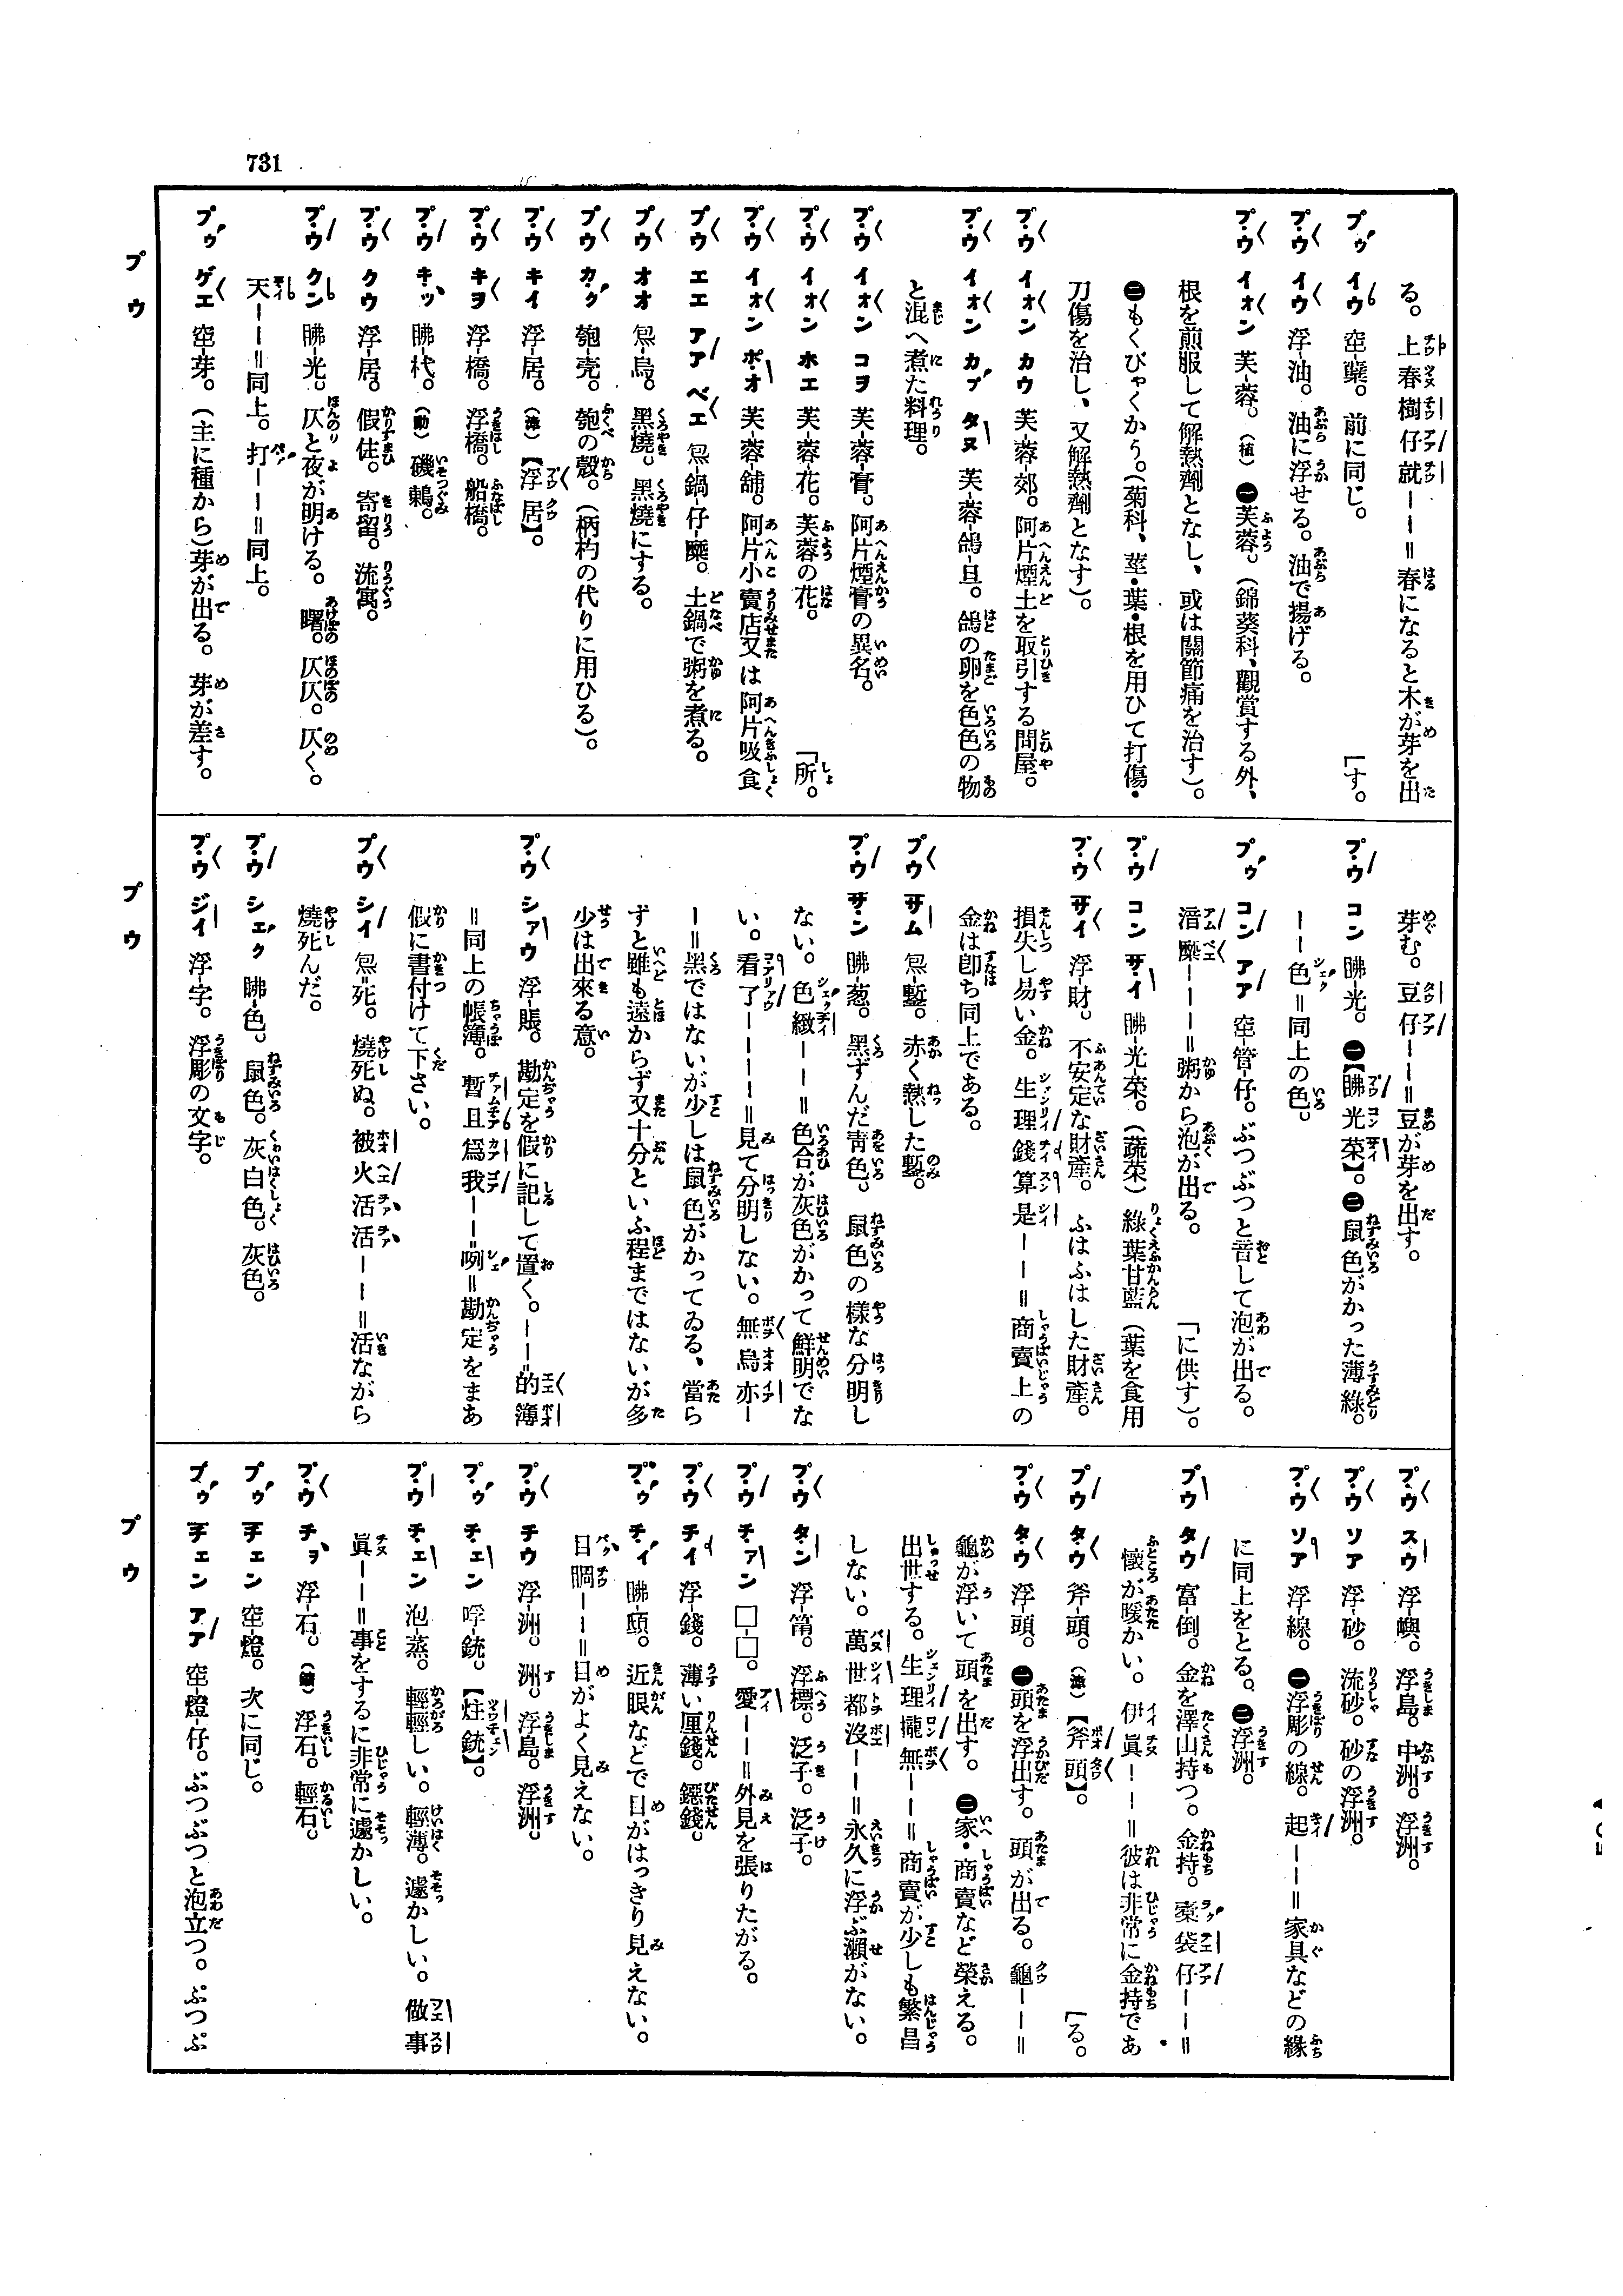 731
る。上春樹仔就ーー＝春になると木が芽を出
プウ イウ 𥥛-糵。前に同じ。 [す。
プウ イウ 浮-油。油に浮せる。油で揚げる。
プウ イォン 芙-蓉。（植）㊀芙蓉。（錦葵科、觀賞する外、
根を煎服して解熱劑となし、或は關節痛を治す）。
㊁もくびゃくかう。（菊科、莖・葉・根を用ひて打傷・
刀傷を治し、又解熱劑となす）。
プウ イォン カウ 芙-蓉-郊。阿片煙土を取引する問屋。
プウ イォン カプ タヌ 芙-蓉-鴿-旦。鴿の卵を色色の物
と混へ煮た料理。
プウ イォン コヲ 芙-蓉-膏。阿片煙膏の異名。
プウ イォン ホエ 芙-蓉-花。芙蓉の花。 「所。
プウ イォン ポオ 芙-蓉-舖。阿片小賣店又は阿片吸食
プウ エエ アア ベエ 炰-鍋-仔-糜。土鍋で粥を煮る。
プウ オオ 炰-烏。黑燒。黑燒にする。
プウ カク 匏-壳。匏の殼。（柄杓の代りに用ひる）。
プウ キイ 浮-居。（漳）【浮居】。
プウ キヲ 浮-橋。浮橋。船橋。
プウ キッ （動）磯鶫。
プウ クウ 浮-居。假住。寄留。流寓。
プウ クン 光。仄と夜が明ける。曙。仄仄。仄く。
天ーー＝同上。打ーー＝同上。
プウ ゲエ 芽。（主に種から）芽が出る。芽が差す。
プウ
芽む。豆仔ーー＝豆が芽を出す。
プウ コン 光。㊀【光菜】。㊁鼠色がかった薄綠。
ーー色＝同上の色。
プウ コン アア 管-仔。ぶつぶつと音して泡が出る。
糜ーーー＝粥から泡が出る。 「に供す）。
プウ コン サイ 光-菜。（蔬菜）綠葉甘藍（葉を食用
プウ サイ 浮-財。不安定な財產。ふはふはした財產。
損失し易い金。生理錢算是ーー＝商賣上の
金は卽ち同上である。
プウ サム 炰-鏨。赤く熱した鏨。
プウ サン 葱。黑ずんだ靑色。鼠色の樣な分明し
ない。色緻ーー＝色合が灰色がかって鮮明でな
い。看了ーーーー＝見て分明しない。無烏亦ー
ー＝黑ではないが少しは鼠色がかってゐる、當ら
ずと雖も遠からず又十分といふ程まではないが多
少は出來る意。
プウ シァウ 浮-賬。勘定を假に記して置く。ーー＝的簿
＝同上の帳簿。暫且爲我ーー＝咧＝勘定をまあ
假に書付けて下さい。
プウ シイ 炰＝死。燒死ぬ。被火活活ーー＝活ながら
燒死んだ。
プウ シェク 色。鼠色。灰白色。灰色。
プウ ジイ 浮-字。浮彫の文字。
プウ
プウ スウ 浮-嶼。浮島。中洲。浮洲。
プウ ソア 浮-砂。流砂。砂の浮洲。
プウ ソア 浮-線。㊀浮彫の線。起ーー＝家具などの緣
に同上をとる。㊁浮洲。
プウ タウ 富-倒。金を澤山持つ。金持。橐袋仔ーー＝
懷が暖かい。伊眞ーー＝彼は非常に金持であ
プウ タウ 斧-頭。（漳）【斧頭】。 [る。
プウ タウ 浮-頭。㊀頭を浮出す。頭が出る。龜ーー＝
龜が浮いて頭を出す。㊁家・商賣など榮える。
出世する。生理攏無ーー＝商賣が少しも繁昌
しない。萬世都沒ーー＝永久に浮ぶ瀨がない。
プウ タン 浮-筩。浮標。泛子。泛子。
プウ チァン □-□。愛ーー＝外見を張りたがる。
プウ チイ 浮-錢。薄い厘錢。鐚錢。
プウ チイ 近眼などで目がはっきり見えない。
目瞤ーー＝目がよく見えない。
プウ チウ 浮-洲。洲。浮島。浮洲。
プウ チェン 哹-銃。【炷銃】。
プウ チェン 泡-蒸。輕輕しい。輕薄。遽かしい。做事
眞ーー＝事をするに非常に遽かしい。
プウ チヲ 浮-石。（鑛）浮石。輕石。
プウ チェン 燈。次に同じ。
プウ チェン アア 燈-仔。ぶつぶつと泡立つ。ぶつぶ
プウ